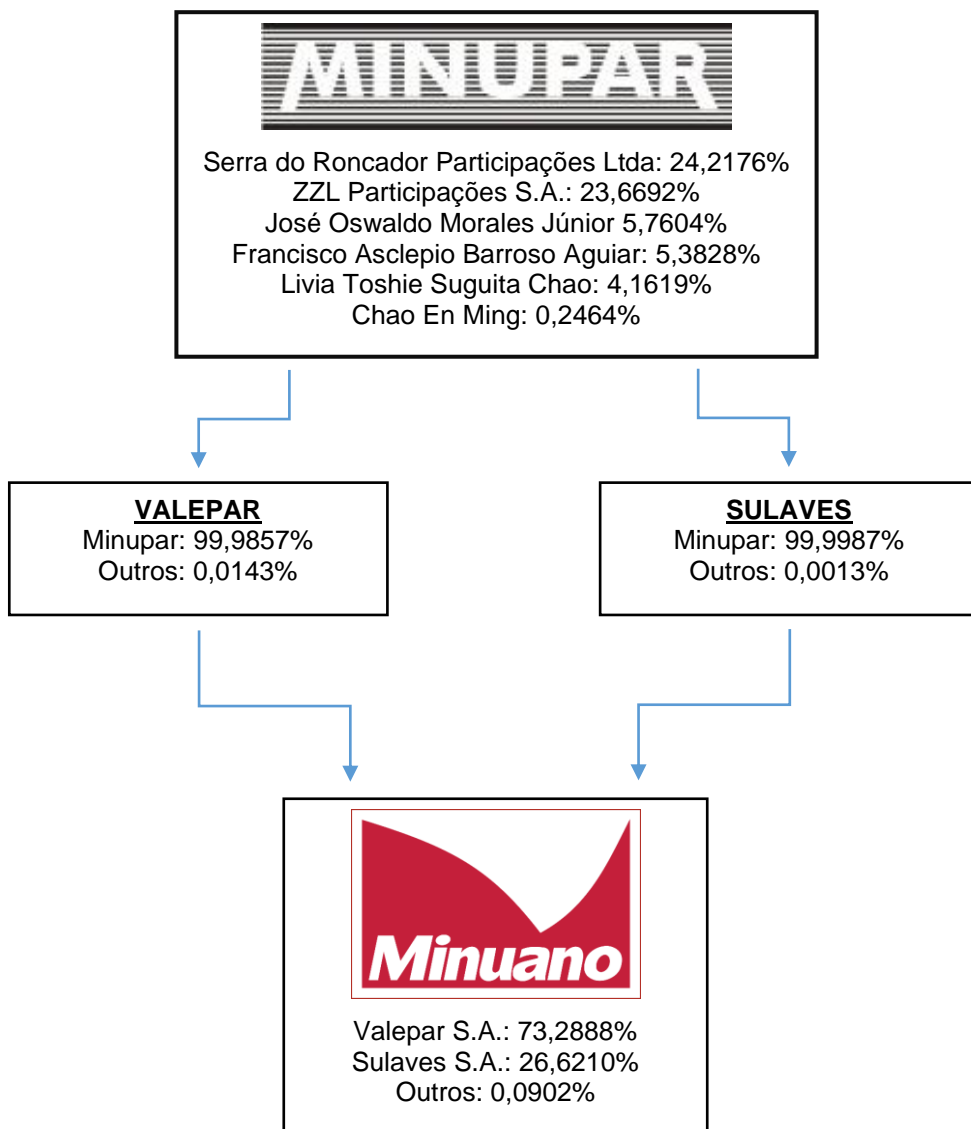 MINUPAR
Serra do Roncador Participações Ltda: 24,2176%
ZZL Participações S.A.: 23,6692%
José Oswaldo Morales Júnior 5,7604%
Francisco Asclepio Barroso Aguiar: 5,3828%
Livia Toshie Suguita Chao: 4,1619%
Chao En Ming: 0,2464%
VALEPAR
Minupar: 99,9857%
Outros: 0,0143%
SULAVES
Minupar: 99,9987%
Outros: 0,0013%
Minuano
Valepar S.A.: 73,2888%
Sulaves S.A.: 26,6210%
Outros: 0,0902%